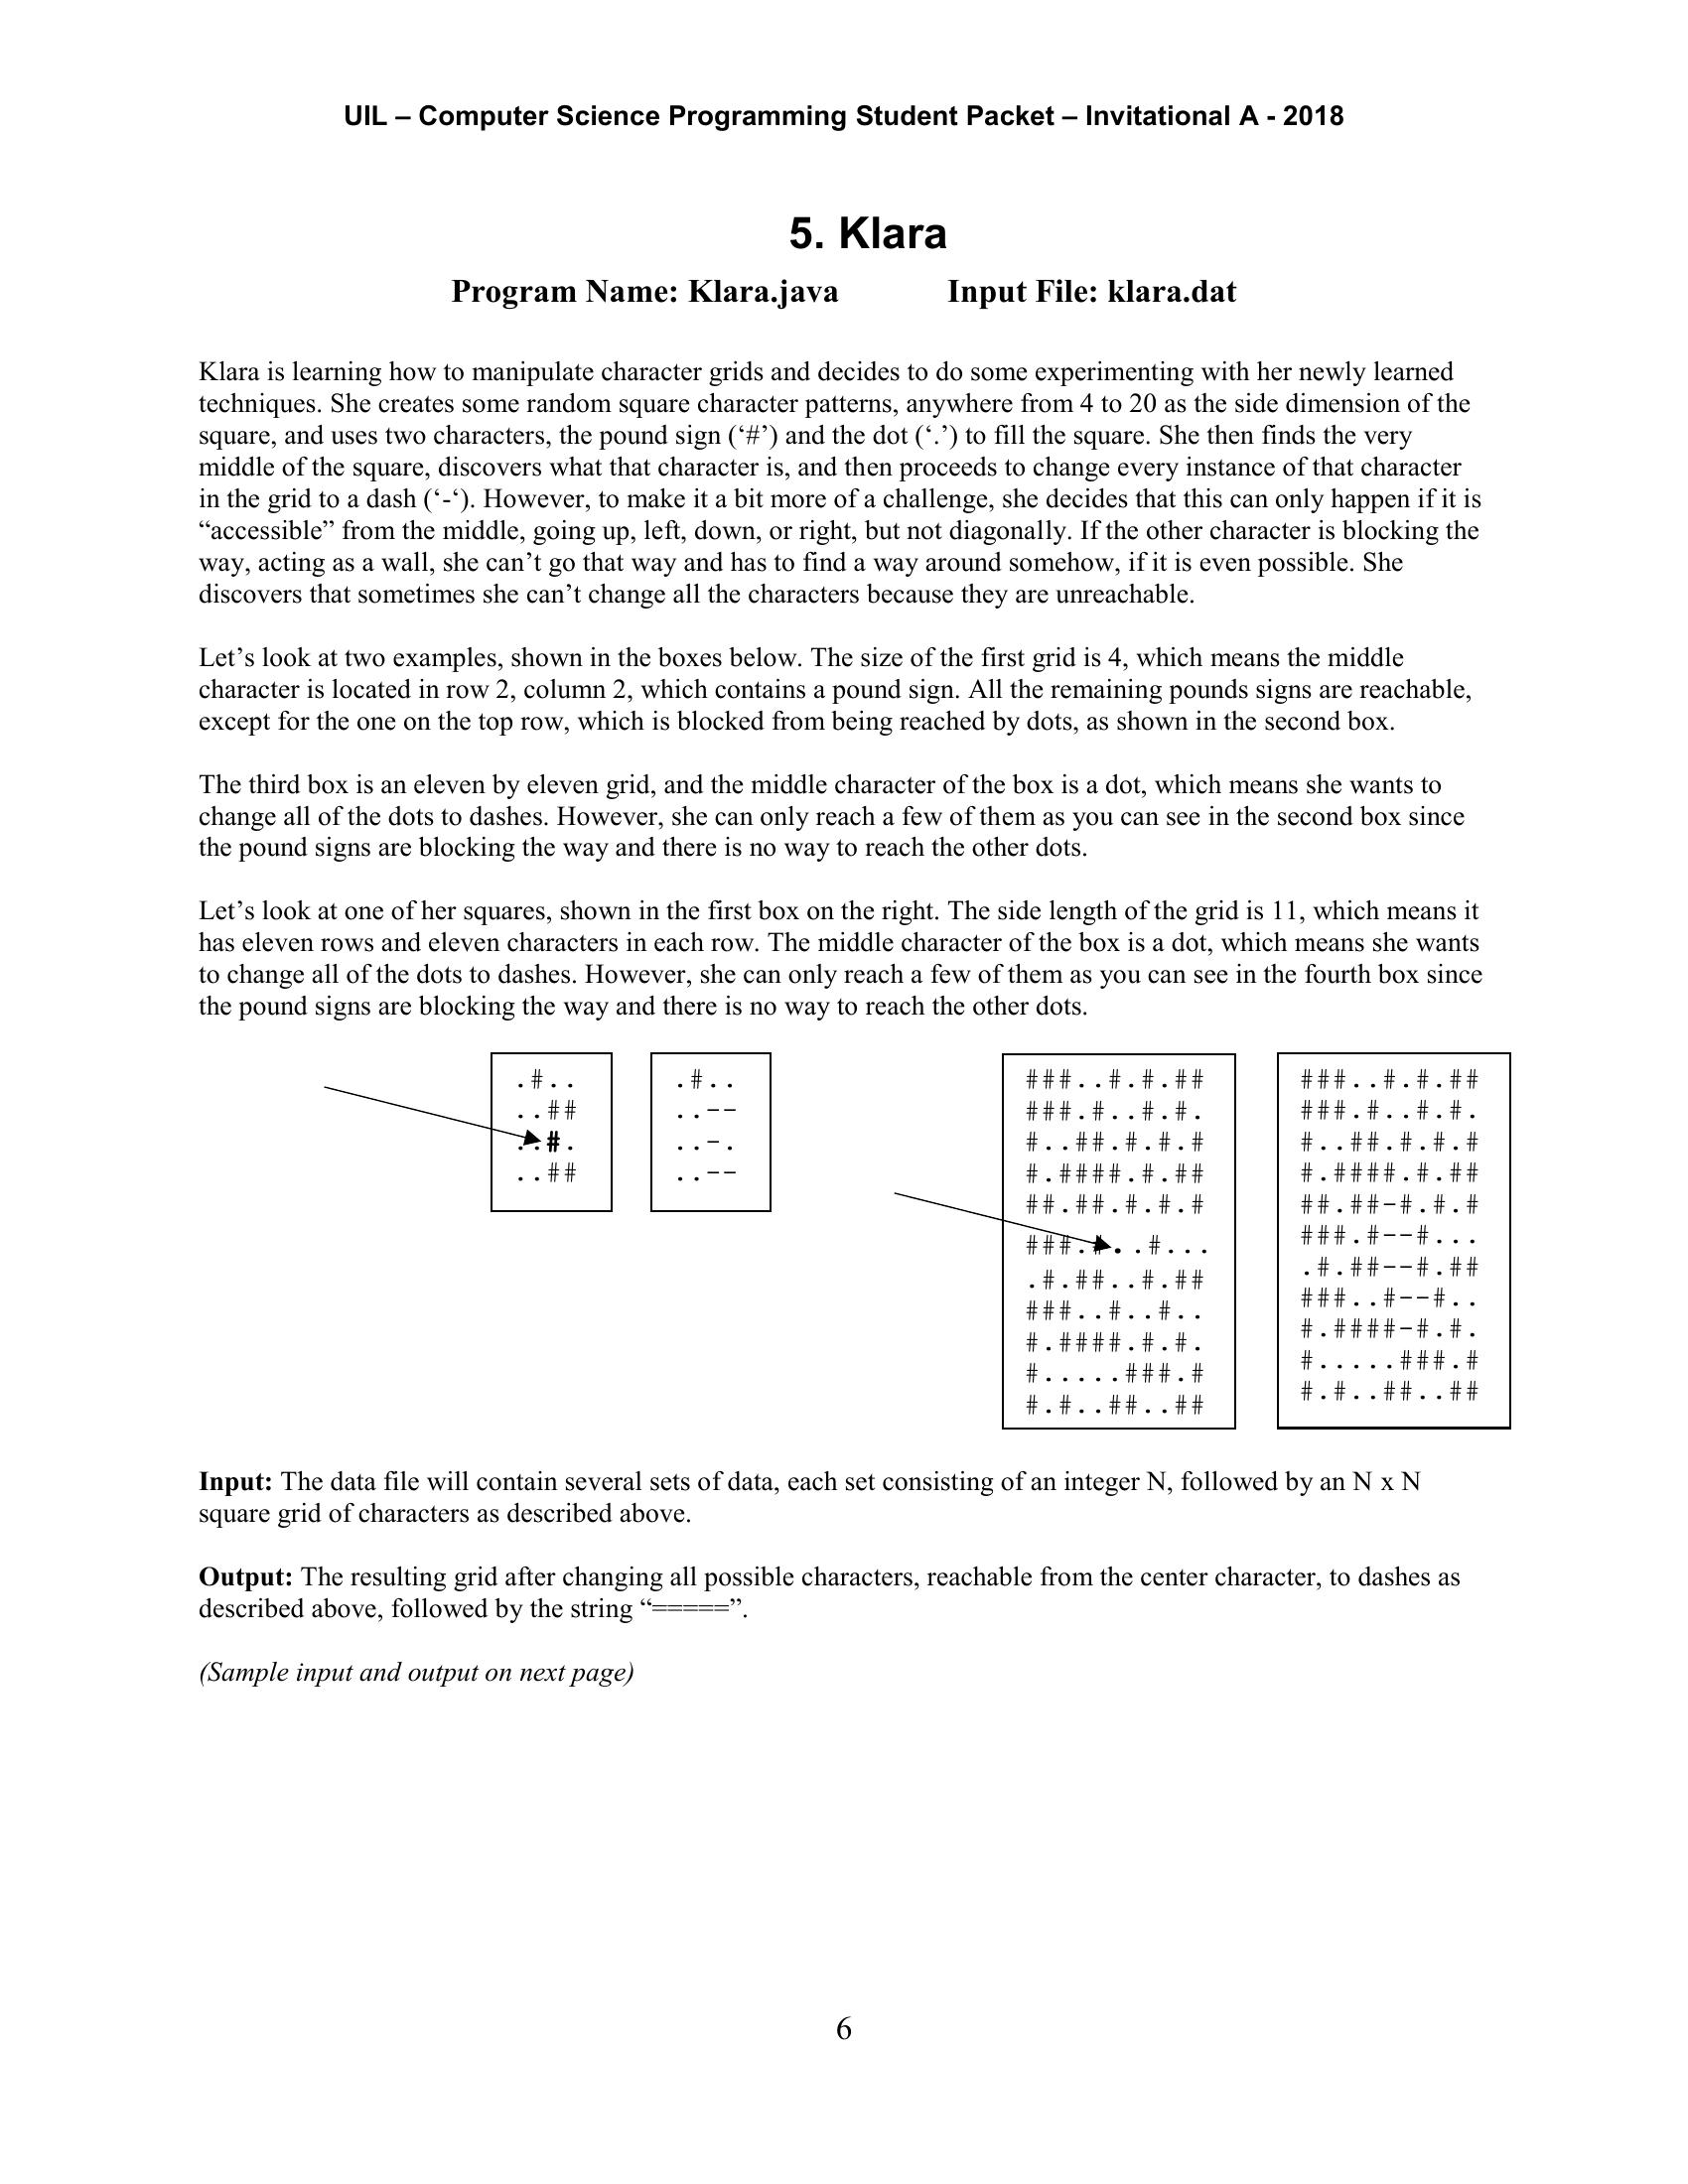 UIL – Computer Science Programming Student Packet – Invitational A - 2018
5. Klara
Program Name: Klara.java Input File: klara.dat
Klara is learning how to manipulate character grids and decides to do some experimenting with her newly learned
techniques. She creates some random square character patterns, anywhere from 4 to 20 as the side dimension of the
square, and uses two characters, the pound sign (‘#’) and the dot (‘.’) to fill the square. She then finds the very
middle of the square, discovers what that character is, and then proceeds to change every instance of that character
in the grid to a dash (‘-‘). However, to make it a bit more of a challenge, she decides that this can only happen if it is
“accessible” from the middle, going up, left, down, or right, but not diagonally. If the other character is blocking the
way, acting as a wall, she can’t go that way and has to find a way around somehow, if it is even possible. She
discovers that sometimes she can’t change all the characters because they are unreachable.
Let’s look at two examples, shown in the boxes below. The size of the first grid is 4, which means the middle
character is located in row 2, column 2, which contains a pound sign. All the remaining pounds signs are reachable,
except for the one on the top row, which is blocked from being reached by dots, as shown in the second box.
The third box is an eleven by eleven grid, and the middle character of the box is a dot, which means she wants to
change all of the dots to dashes. However, she can only reach a few of them as you can see in the second box since
the pound signs are blocking the way and there is no way to reach the other dots.
Let’s look at one of her squares, shown in the first box on the right. The side length of the grid is 11, which means it
has eleven rows and eleven characters in each row. The middle character of the box is a dot, which means she wants
to change all of the dots to dashes. However, she can only reach a few of them as you can see in the fourth box since
the pound signs are blocking the way and there is no way to reach the other dots.
.#..
..##
..#.
..##
.#..
..--
..-.
..--
###..#.#.##
###.#..#.#.
#..##.#.#.#
#.####.#.##
##.##.#.#.#
###.#..#...
.#.##..#.##
###..#..#..
#.####.#.#.
#.....###.#
#.#..##..##
###..#.#.##
###.#..#.#.
#..##.#.#.#
#.####.#.##
##.##-#.#.#
###.#--#...
.#.##--#.##
###..#--#..
#.####-#.#.
#.....###.#
#.#..##..##
Input: The data file will contain several sets of data, each set consisting of an integer N, followed by an N x N
square grid of characters as described above.
Output: The resulting grid after changing all possible characters, reachable from the center character, to dashes as
described above, followed by the string “=====”.
(Sample input and output on next page)
6